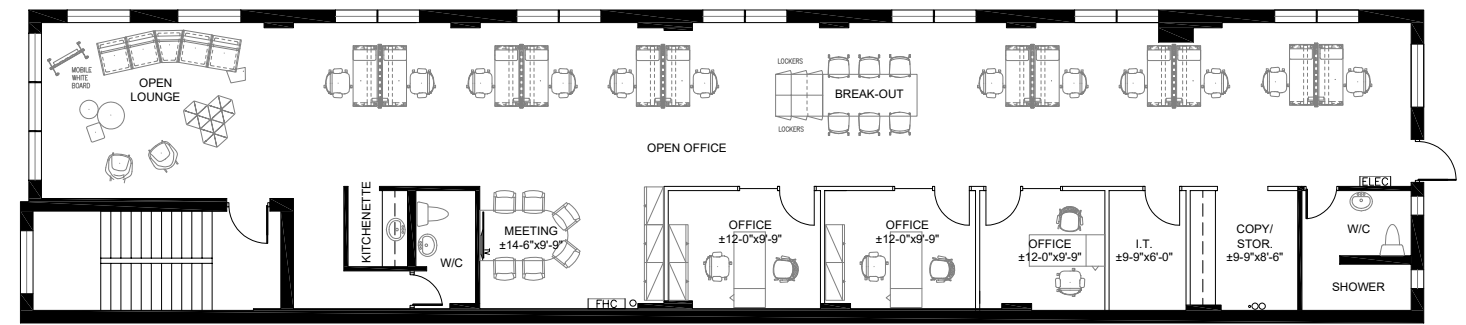 MOBILE
WHITE
BOARD
OPEN
LOUNGE
LOCKERS
BREAK-OUT
LOCKERS
OPEN OFFICE
KITCHENETTE
W/C
MEETING
±14'-6"x9'-9"
TV
FHC
OFFICE
±12-0"x9'-9"
OFFICE
±12-0"x9'-9"
OFFICE
±12-0"x9'-9"
I.T.
±9-9"x6'-0"
COPY/
STOR.
±9-9"x8'-6"
ELEC
W/C
SHOWER